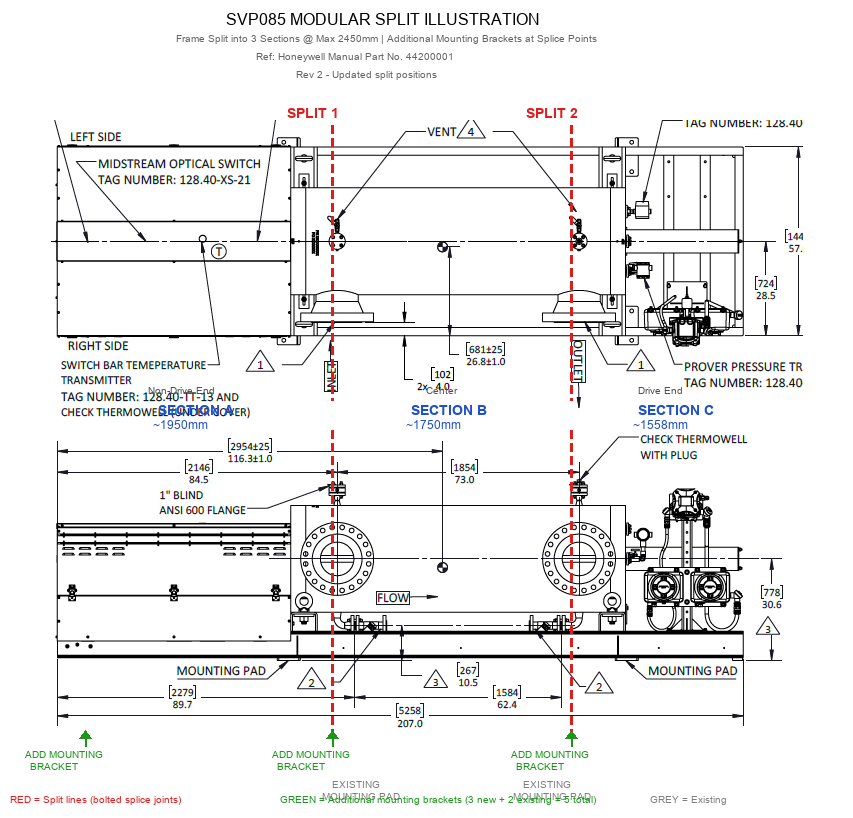 SVP085 MODULAR SPLIT ILLUSTRATION
Frame Split into 3 Sections @ Max 2450mm | Additional Mounting Brackets at Splice Points
Ref: Honeywell Manual Part No. 44200001
Rev 2 - Updated split positions
SPLIT 1
SPLIT 2
TAG NUMBER: 128.40
LEFT SIDE
VENT 4
MIDSTREAM OPTICAL SWITCH
TAG NUMBER: 128.40-XS-21
T
[144
57.
[724]
28.5
RIGHT SIDE
[681±25]
26.8±1.0
OUTLET
INLET
1
1
SWITCH BAR TEMEPERATURE
TRANSMITTER
TAG NUMBER: 128.40-TT-13 AND
CHECK THERMOWELL (UNDER COVER)
[102]
2x 4.0
PROVER PRESSURE TR
TAG NUMBER: 128.40
Non-Drive End
Center
Drive End
SECTION A
SECTION B
SECTION C
~1950mm
~1750mm
~1558mm
CHECK THERMOWELL
WITH PLUG
[2954±25]
116.3±1.0
[2146]
84.5
[1854]
73.0
1" BLIND
ANSI 600 FLANGE
FLOW
[778]
30.6
3
MOUNTING PAD
2
3
[267]
10.5
2
MOUNTING PAD
[2279]
89.7
[1584]
62.4
[5258]
207.0
ADD MOUNTING
BRACKET
ADD MOUNTING
BRACKET
ADD MOUNTING
BRACKET
EXISTING
MOUNTING PAD
EXISTING
MOUNTING PAD
RED = Split lines (bolted splice joints)
GREEN = Additional mounting brackets (3 new + 2 existing = 5 total)
GREY = Existing